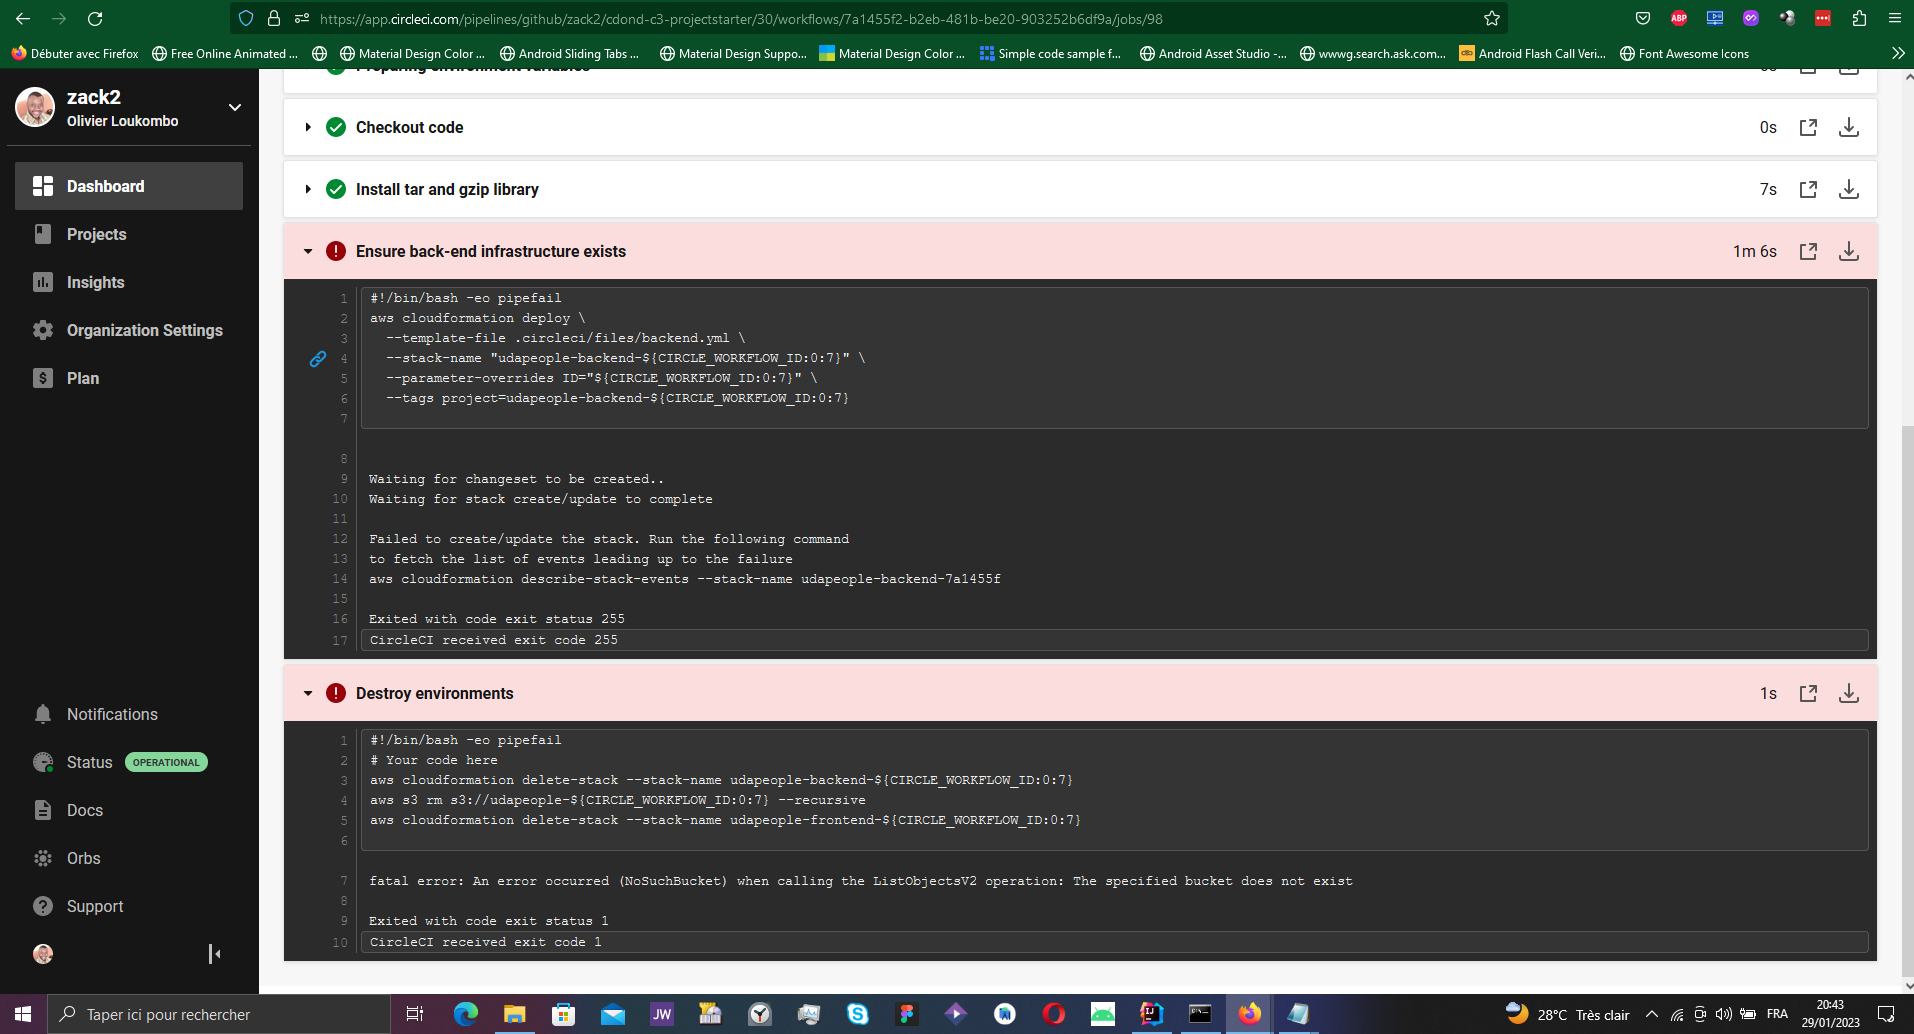 https://app.circleci.com/pipelines/github/zack2/cdond-c3-projectstarter/30/workflows/7a1455f2-b2eb-481b-be20-903252b6df9a/jobs/98
ABP
Débuter avec Firefox
Free Online Animated ...
Material Design Color ...
Android Sliding Tabs ...
Material Design Suppo...
Material Design Color ...
Simple code sample f...
Android Asset Studio -...
wwwg.search.ask.com...
Android Flash Call Veri...
Font Awesome Icons
zack2
Olivier Loukombo
Dashboard
Projects
Insights
Organization Settings
Plan
Notifications
Status OPERATIONAL
Docs
Orbs
Support
Preparing environment variables
Checkout code 0s
Install tar and gzip library 7s
Ensure back-end infrastructure exists 1m 6s
1 #!/bin/bash -eo pipefail
2 aws cloudformation deploy \
3 --template-file .circleci/files/backend.yml \
4 --stack-name "udapeople-backend-${CIRCLE_WORKFLOW_ID:0:7}" \
5 --parameter-overrides ID="${CIRCLE_WORKFLOW_ID:0:7}" \
6 --tags project=udapeople-backend-${CIRCLE_WORKFLOW_ID:0:7}
7
8
9 Waiting for changeset to be created..
10 Waiting for stack create/update to complete
11
12 Failed to create/update the stack. Run the following command
13 to fetch the list of events leading up to the failure
14 aws cloudformation describe-stack-events --stack-name udapeople-backend-7a1455f
15
16 Exited with code exit status 255
17 CircleCI received exit code 255
Destroy environments 1s
1 #!/bin/bash -eo pipefail
2 # Your code here
3 aws cloudformation delete-stack --stack-name udapeople-backend-${CIRCLE_WORKFLOW_ID:0:7}
4 aws s3 rm s3://udapeople-${CIRCLE_WORKFLOW_ID:0:7} --recursive
5 aws cloudformation delete-stack --stack-name udapeople-frontend-${CIRCLE_WORKFLOW_ID:0:7}
6
7 fatal error: An error occurred (NoSuchBucket) when calling the ListObjectsV2 operation: The specified bucket does not exist
8
9 Exited with code exit status 1
10 CircleCI received exit code 1
Taper ici pour rechercher
JW
28°C Très clair
FRA
20:43
29/01/2023